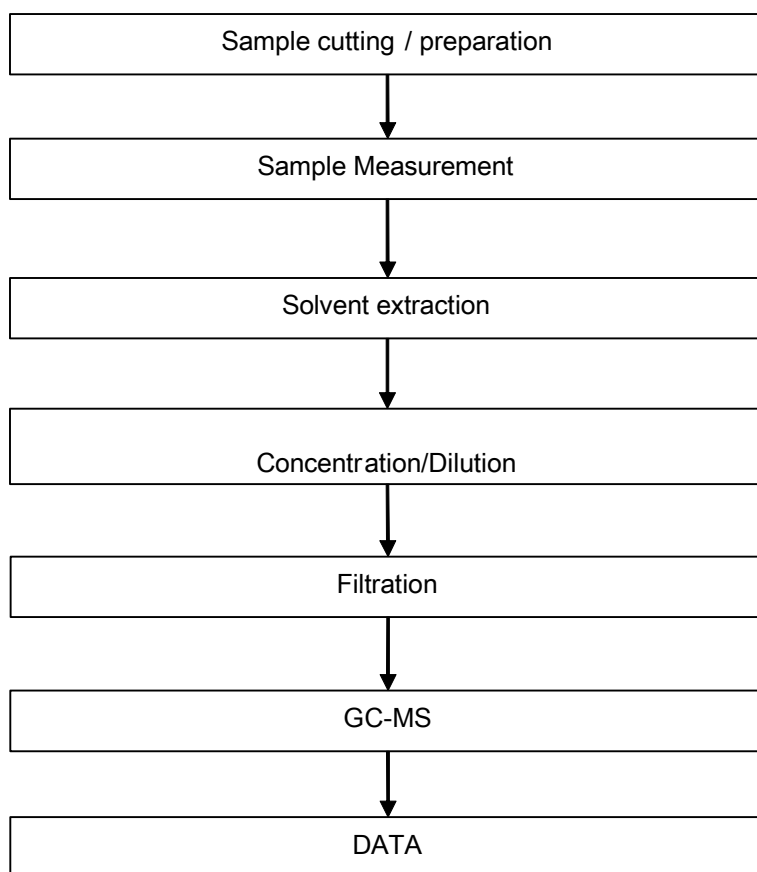 Sample cutting / preparation
Sample Measurement
Solvent extraction
Concentration/Dilution
Filtration
GC-MS
DATA